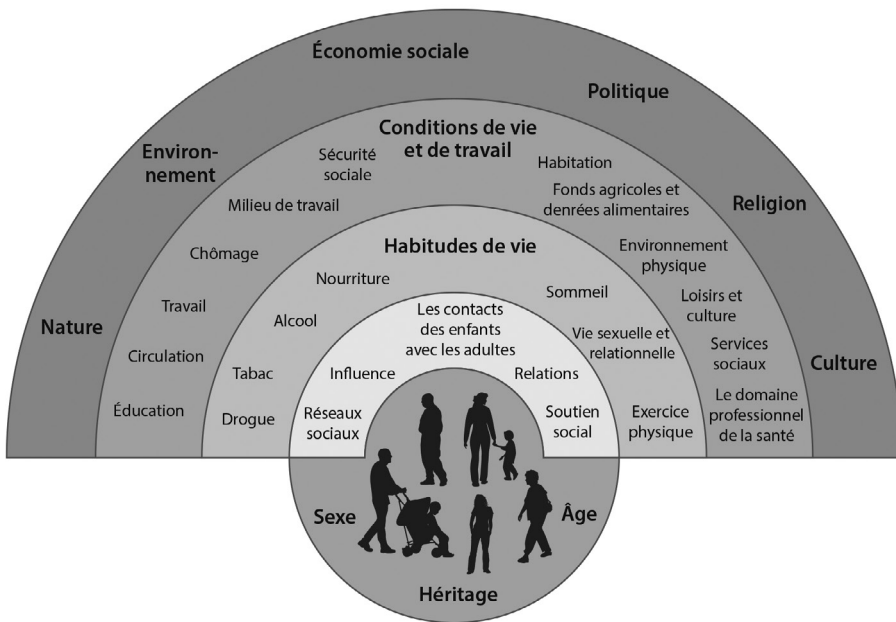 Économie sociale
Politique
Environ-
nement
Religion
Nature
Culture
Conditions de vie
et de travail
Sécurité
sociale
Habitation
Milieu de travail
Fonds agricoles et
denrées alimentaires
Chômage
Environnement
physique
Travail
Loisirs et
culture
Circulation
Services
sociaux
Éducation
Le domaine
professionnel
de la santé
Habitudes de vie
Nourriture
Sommeil
Alcool
Vie sexuelle et
relationnelle
Tabac
Drogue
Exercice
physique
Les contacts
des enfants
avec les adultes
Influence
Relations
Réseaux
sociaux
Soutien
social
Sexe
Âge
Héritage